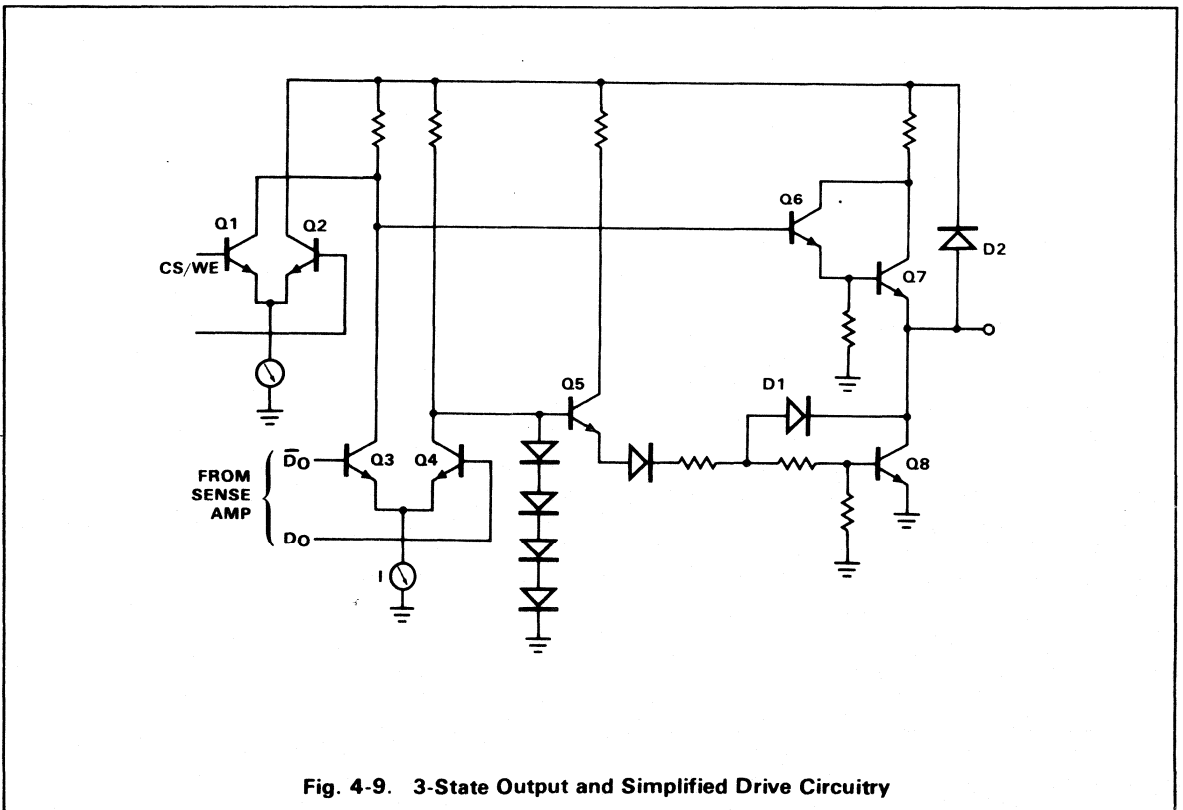 Q1
Q2
CS/WE
Q6
Q7
D2
Q5
D1
D̅O
Q3
Q4
Q8
FROM
SENSE
AMP
DO
I
Fig. 4-9. 3-State Output and Simplified Drive Circuitry